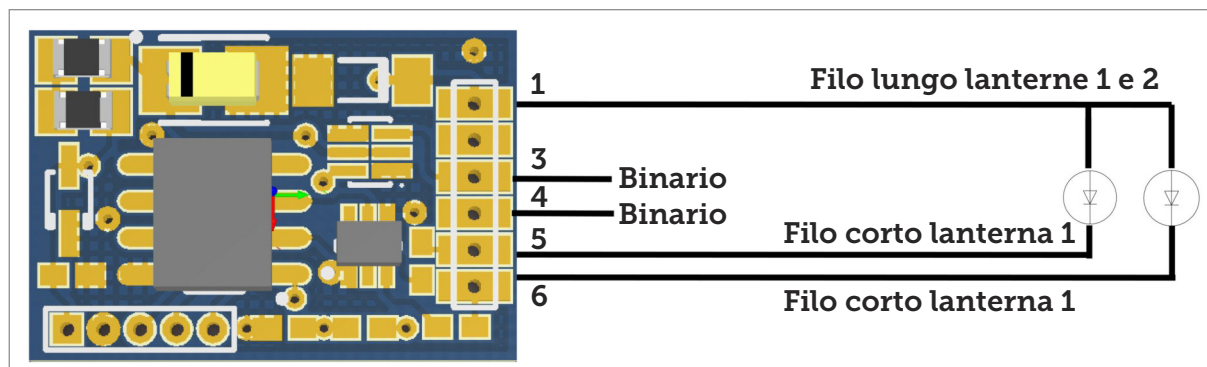 1
Filo lungo lanterne 1 e 2
3
Binario
4
Binario
5
Filo corto lanterna 1
6
Filo corto lanterna 1